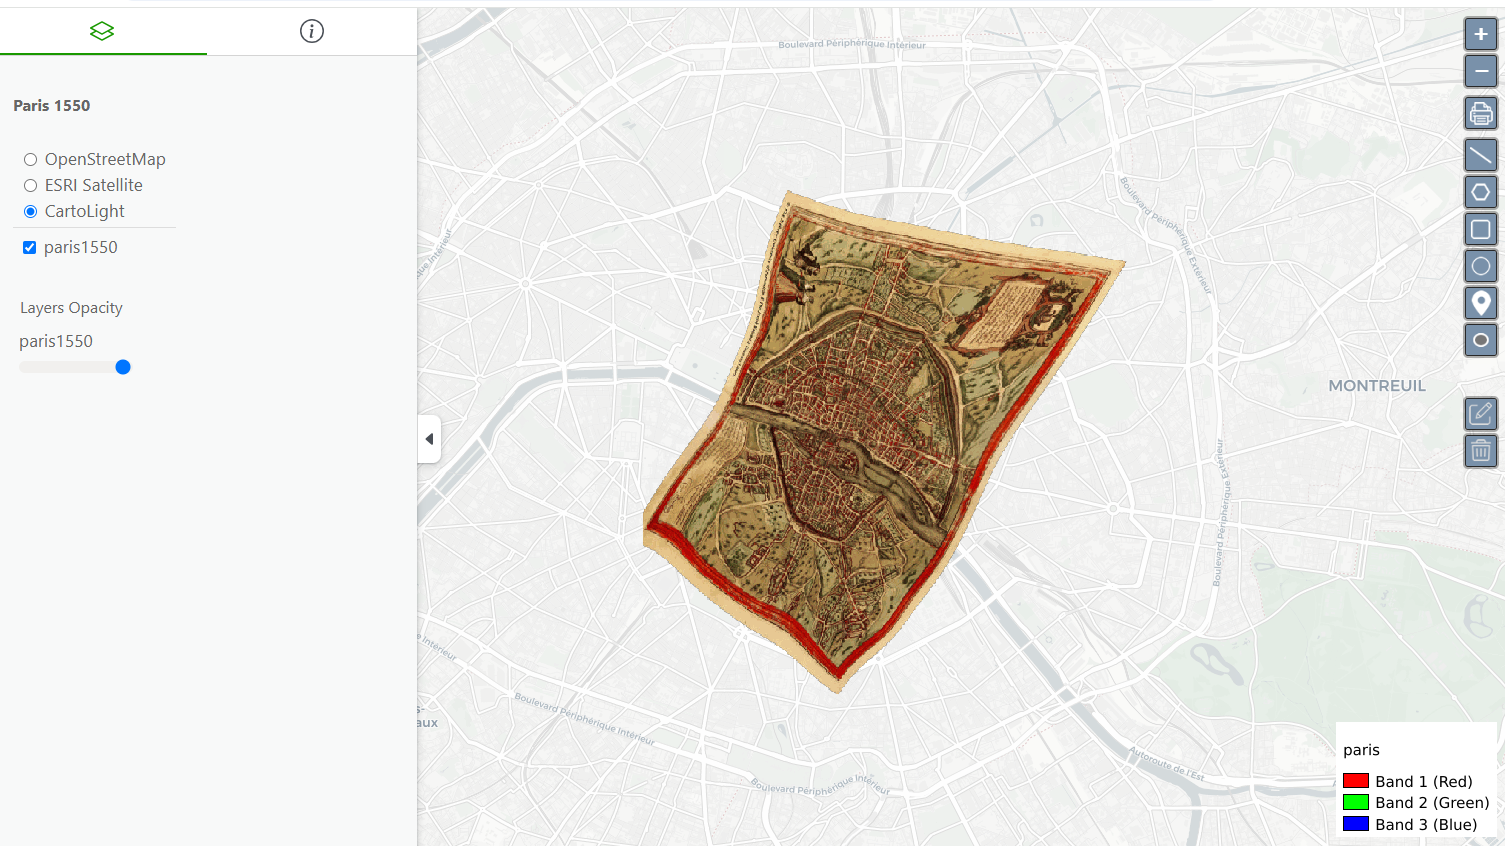 Paris 1550
OpenStreetMap
ESRI Satellite
CartoLight
paris1550
Layers Opacity
paris1550
Boulevard Périphérique Intérieur
Boulevard Périphérique Extérieur
que Intérieur
MONTREUIL
Boulevard Périphérique Extérieur
Intérieur
s-
aux
Boulevard Périphérique Intérieur
Boulevard Périphérique Intérieur
Autoroute de l'Est
paris
Band 1 (Red)
Band 2 (Green)
Band 3 (Blue)